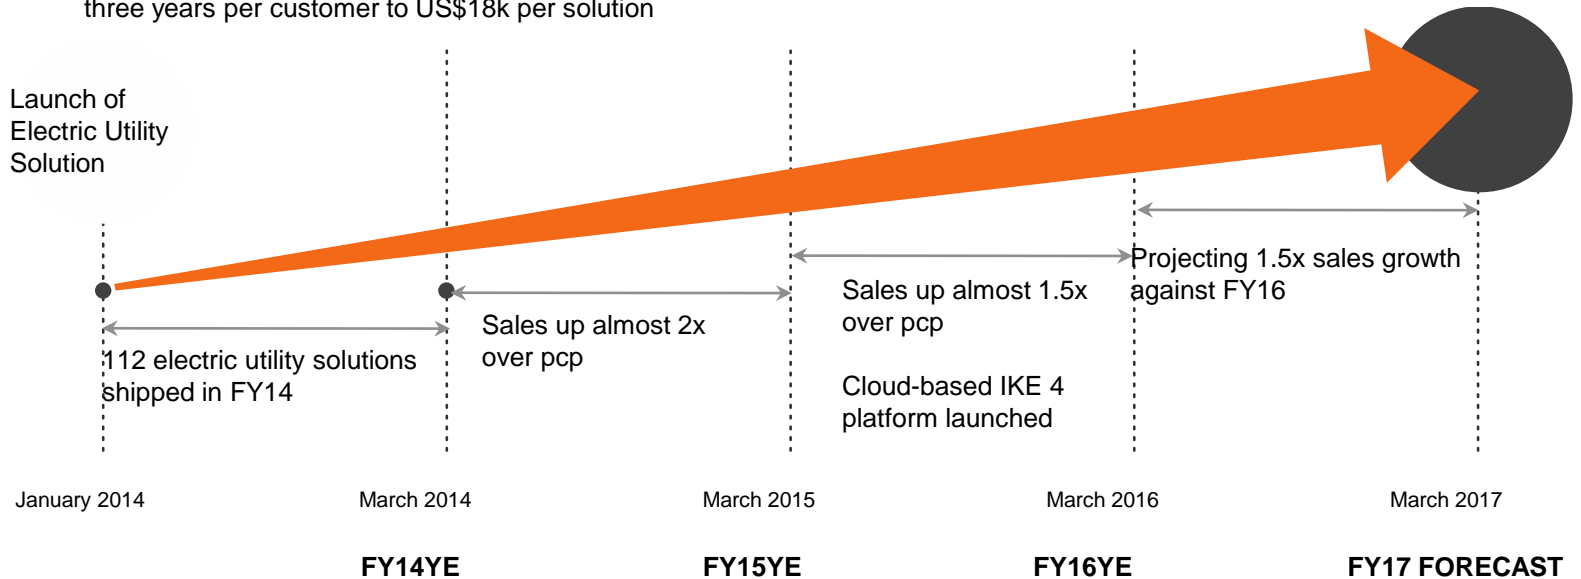 three years per customer to US$18k per solution
Launch of
Electric Utility
Solution
112 electric utility solutions
shipped in FY14
Sales up almost 2x
over pcp
Sales up almost 1.5x
over pcp
Cloud-based IKE 4
platform launched
Projecting 1.5x sales growth
against FY16
January 2014
March 2014
March 2015
March 2016
March 2017
FY14YE
FY15YE
FY16YE
FY17 FORECAST